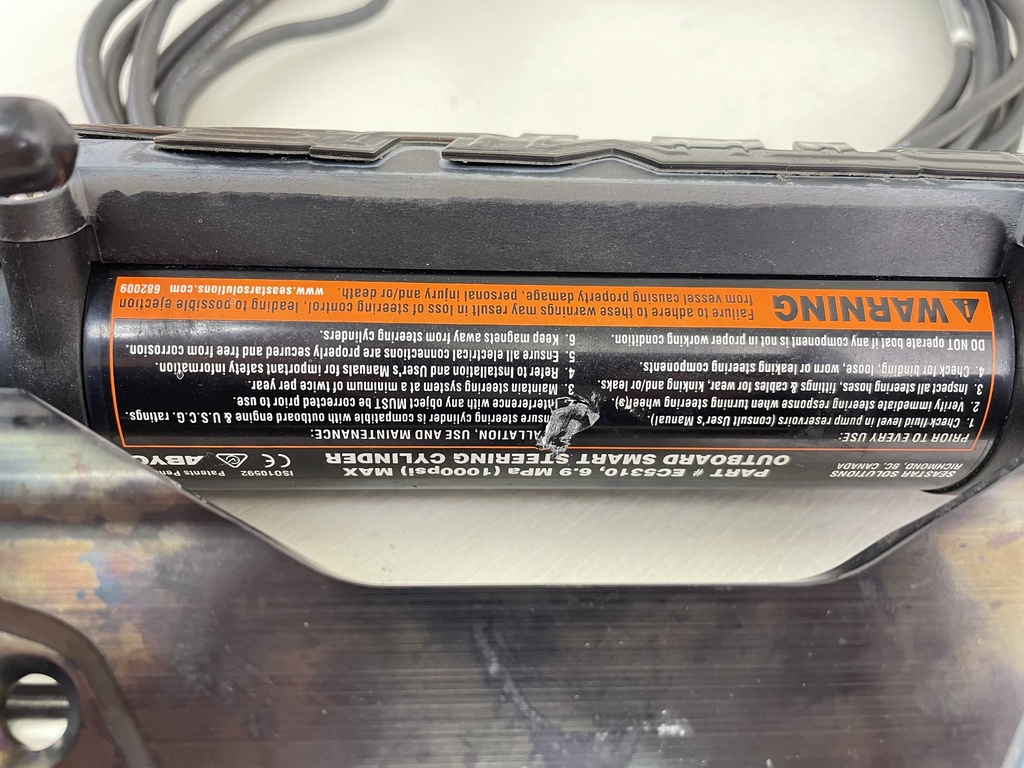 SEASTAR SOLUTIONS
RICHMOND, BC, CANADA
PART # EC5310, 6.9 MPa (1000psi) MAX
OUTBOARD SMART STEERING CYLINDER
ISO10592
Patents Pen
ABYC
CE
PRIOR TO EVERY USE:
1. Check fluid level in pump reservoirs (consult User's Manual).
2. Verify immediate steering response when turning steering wheel(s).
3. Inspect all steering hoses, fittings & cables for wear, kinking and/or leaks.
4. Check for binding, loose, worn or leaking steering components.
DO NOT operate boat if any component is not in proper working condition.
ALLATION, USE AND MAINTENANCE:
nsure steering cylinder is compatible with outboard engine & U.S.C.G. ratings.
Interference with any object MUST be corrected prior to use.
3. Maintain steering system at a minimum of twice per year.
4. Refer to Installation and User's Manuals for important safety information.
5. Ensure all electrical connections are properly secured and free from corrosion.
6. Keep magnets away from steering cylinders.
WARNING
Failure to adhere to these warnings may result in loss of steering control, leading to possible ejection
from vessel causing property damage, personal injury and/or death.
www.seastarsolutions.com 682009